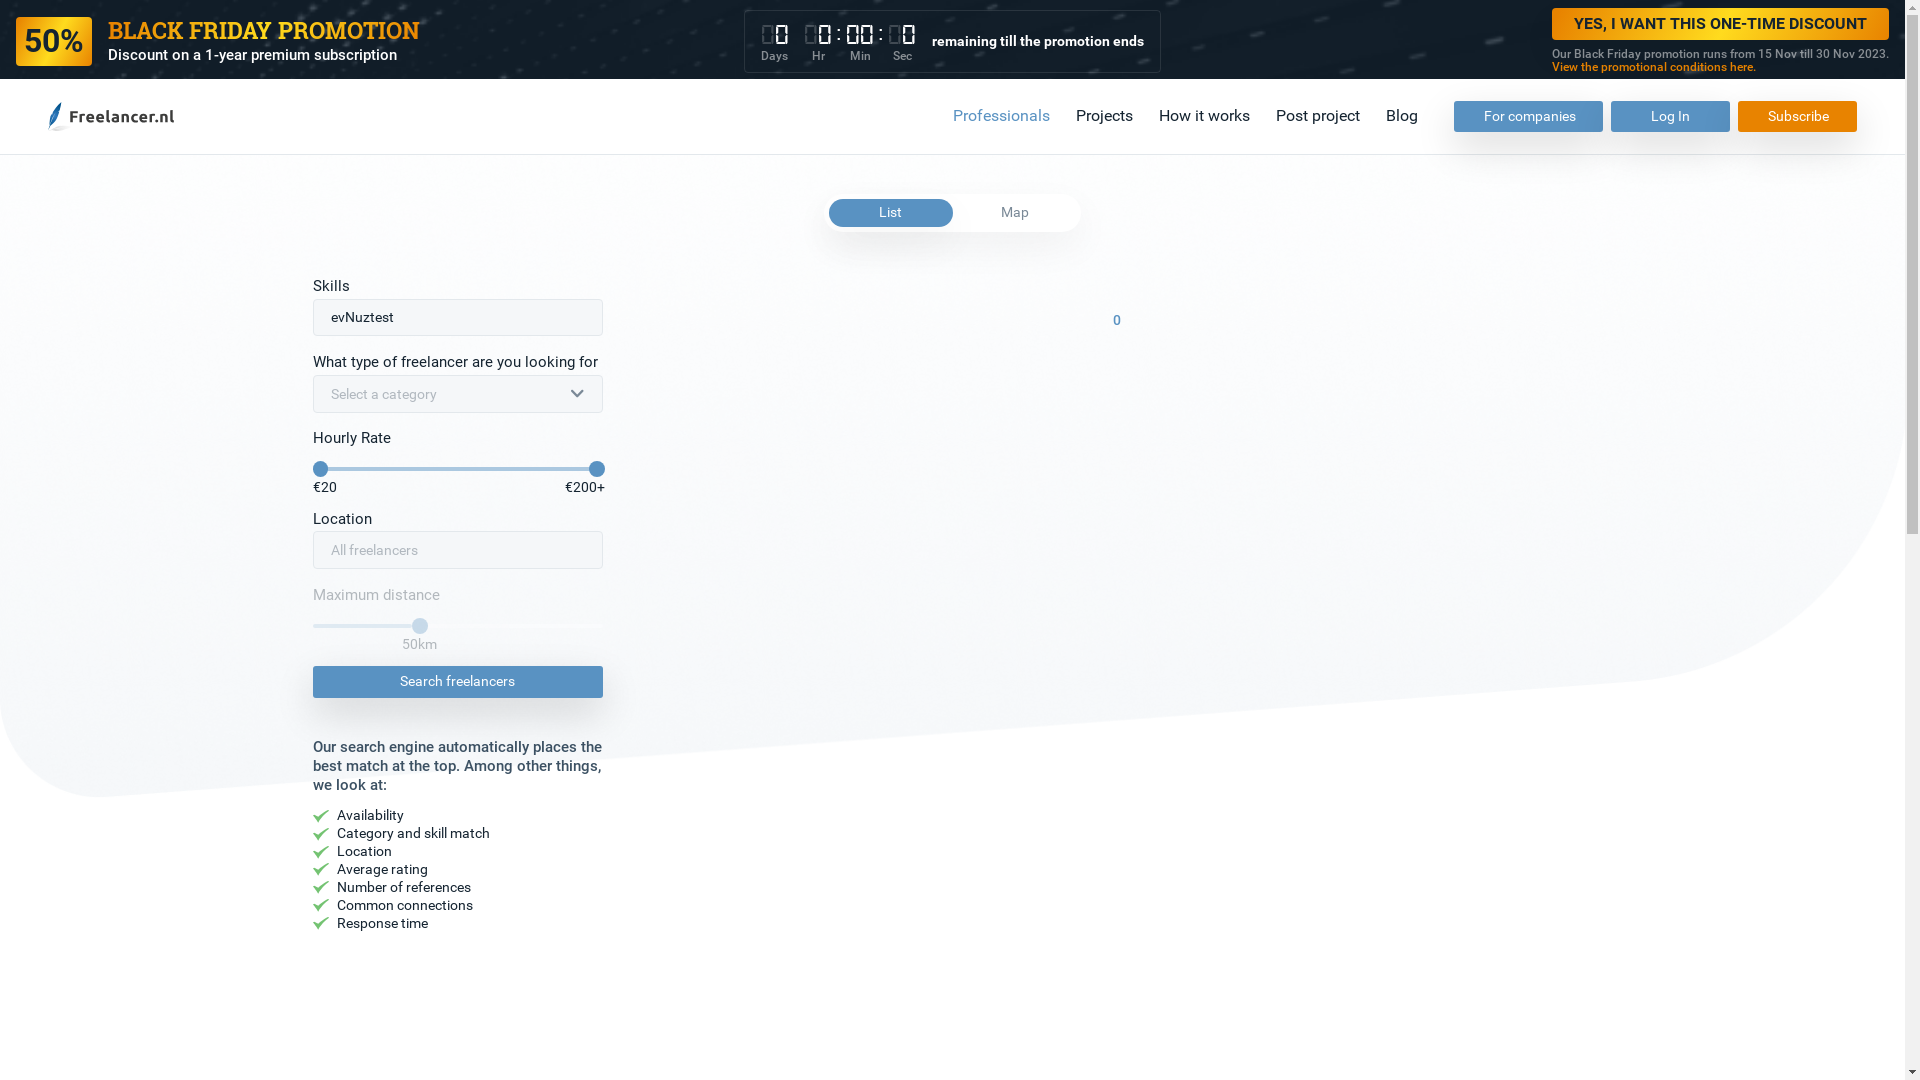 50%
BLACK FRIDAY PROMOTION
Discount on a 1-year premium subscription
0 0 : 00 : 0
Days Hr Min Sec
remaining till the promotion ends
YES, I WANT THIS ONE-TIME DISCOUNT
Our Black Friday promotion runs from 15 Nov till 30 Nov 2023.
View the promotional conditions here.
Freelancer.nl
Professionals Projects How it works Post project Blog For companies Log In Subscribe
List Map
Skills
evNuztest
0
What type of freelancer are you looking for
Select a category
Hourly Rate
€20 €200+
Location
All freelancers
Maximum distance
50km
Search freelancers
Our search engine automatically places the
best match at the top. Among other things,
we look at:
Availability
Category and skill match
Location
Average rating
Number of references
Common connections
Response time